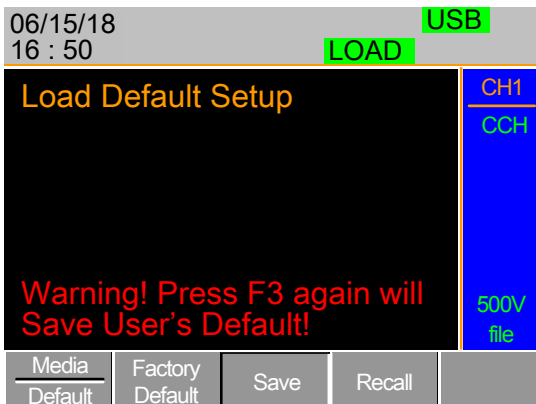 06/15/18
USB
16 : 50
LOAD
Load Default Setup
CH1
CCH
Warning! Press F3 again will
Save User's Default!
500V
file
Media
Default
Factory
Default
Save
Recall